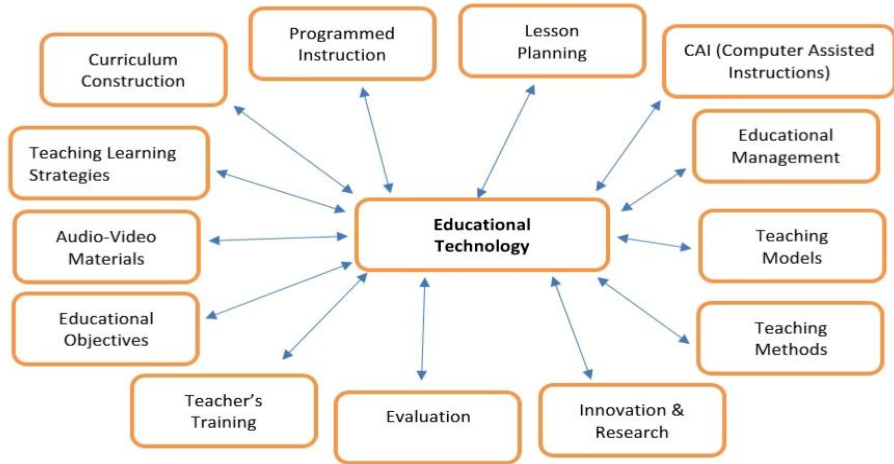 Programmed
Instruction
Lesson
Planning
Curriculum
Construction
CAI (Computer Assisted
Instructions)
Teaching Learning
Strategies
Educational
Management
Educational
Technology
Audio-Video
Materials
Teaching
Models
Educational
Objectives
Teaching
Methods
Teacher’s
Training
Evaluation
Innovation &
Research